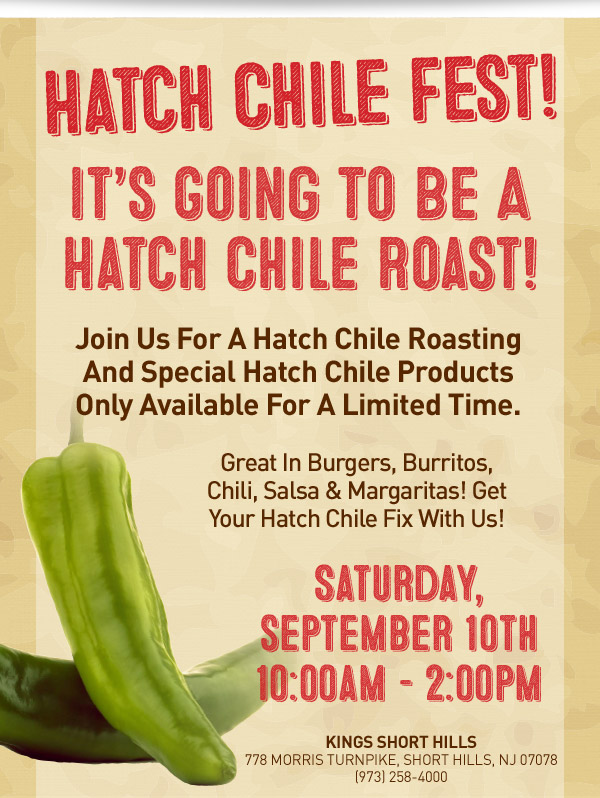 HATCH CHILE FEST!
IT'S GOING TO BE A
HATCH CHILE ROAST!
Join Us For A Hatch Chile Roasting
And Special Hatch Chile Products
Only Available For A Limited Time.
Great In Burgers, Burritos,
Chili, Salsa & Margaritas! Get
Your Hatch Chile Fix With Us!
SATURDAY,
SEPTEMBER 10TH
10:00AM - 2:00PM
KINGS SHORT HILLS
778 MORRIS TURNPIKE, SHORT HILLS, NJ 07078
(973) 258-4000